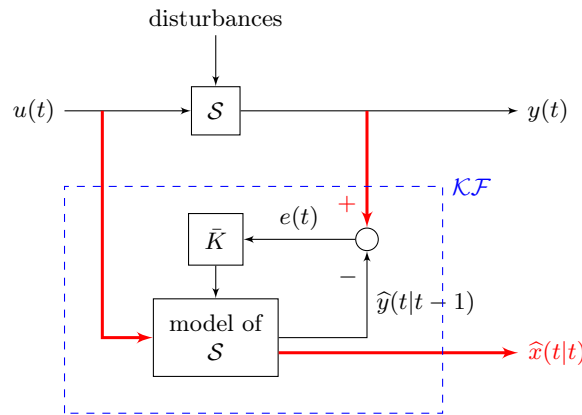 disturbances
u(t)
𝒮
y(t)
𝒦ℱ
+
e(t)
K̄
−
ŷ(t|t − 1)
model of
𝒮
x̂(t|t)